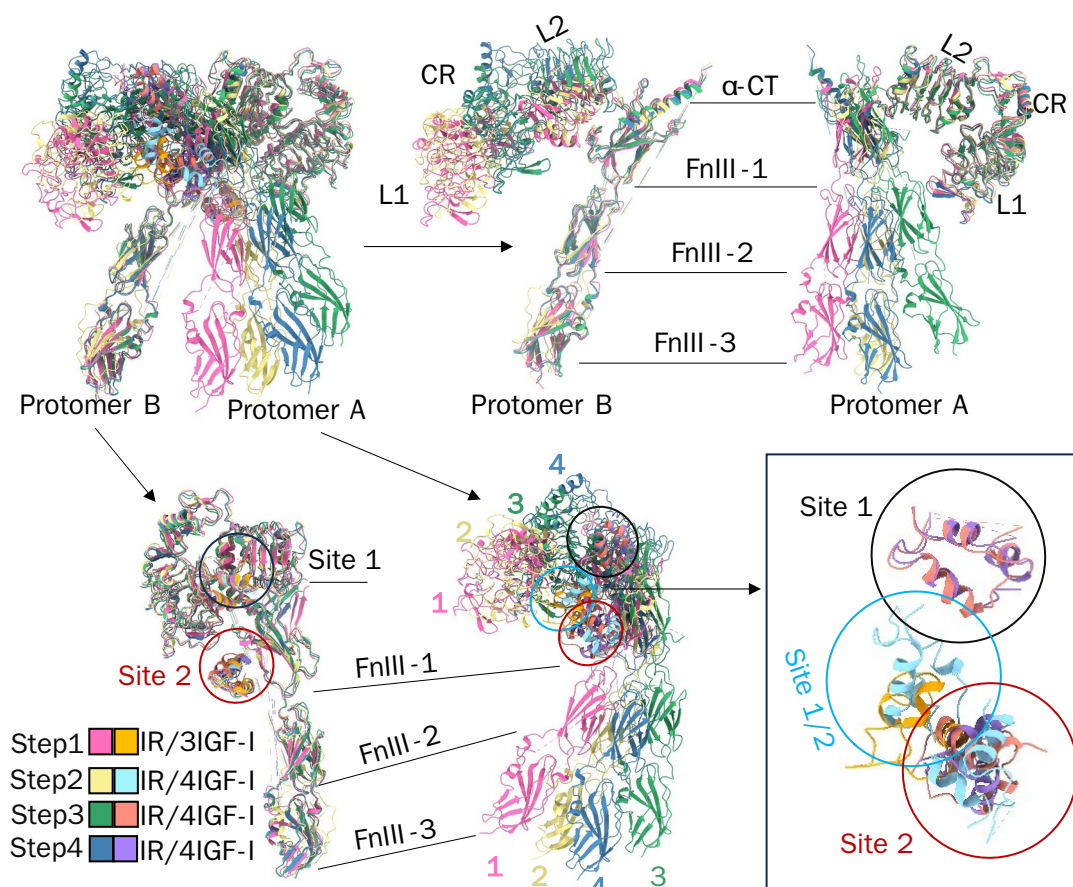 L2
CR
L1
α-CT
FnIII-1
FnIII-2
FnIII-3
L2
CR
L1
Protomer B
Protomer A
Protomer B
Protomer A
Site 1
Site 2
FnIII-1
FnIII-2
FnIII-3
4
3
2
1
1
2
4
3
Site 1
Site 1/2
Site 2
Step1 IR/3IGF-I
Step2 IR/4IGF-I
Step3 IR/4IGF-I
Step4 IR/4IGF-I